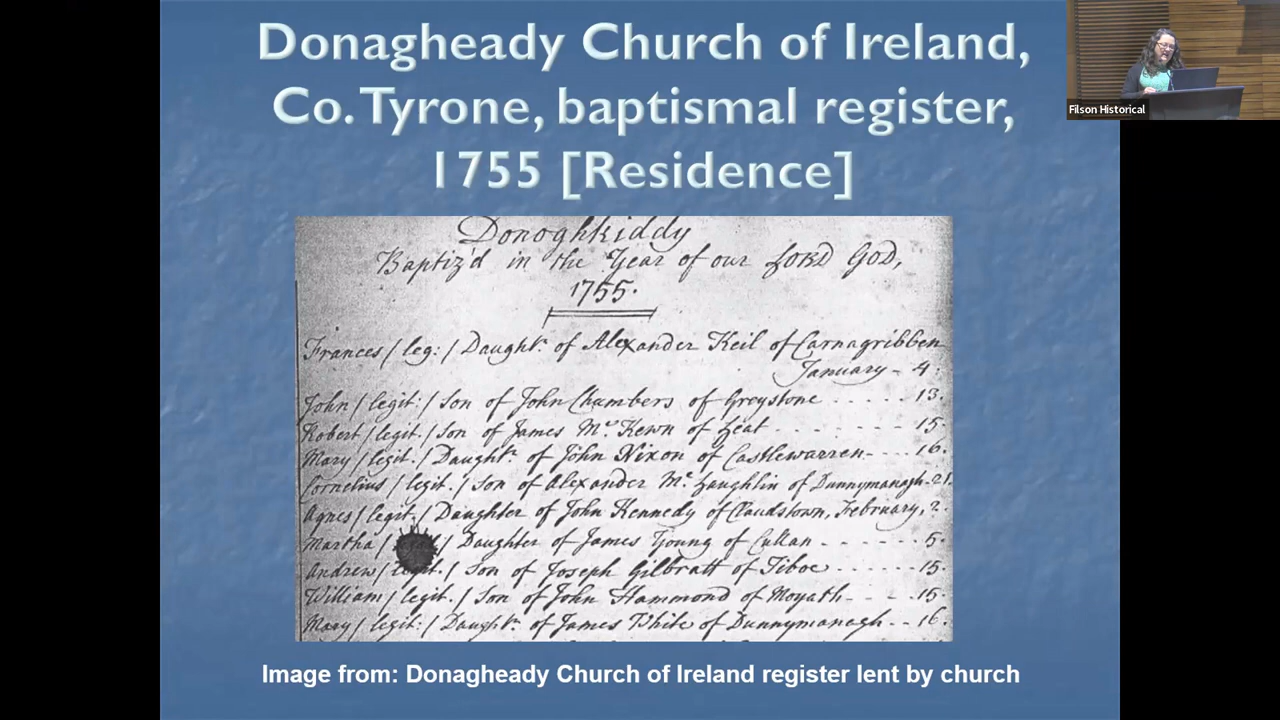 Donagheady Church of Ireland,
Co. Tyrone, baptismal register,
1755 [Residence]
Filson Historical
Donoghkiddy
Baptiz'd in the Year of our LORD GOD,
1755.
Frances / leg: / Daught.r of Alexander Keil of Carnagribben
January - 4.
John / legit: / Son of John Chambers of Greystone - - - - - 13.
Robert / legit. / Son of James Mc. Kewn of Leat - - - - - - - 15.
Mary / legit. / Daught.r of John Nixon of Castlewarren - - - - 16.
Cornelius / legit. / Son of Alexander Mc. Laughlin of Dunnymanagh - 21.
Agnes / legit. / Daughter of John Kennedy of Claudstown, February, 2.
Martha / / Daughter of James Young of Cullan - - - - - - 5.
Andrew / legit. / Son of Joseph Gilbratt of Tiboe - - - - - - 15.
William / legit. / Son of John Hammond of Moyath - - - 15.
Mary / legit: / Daught.r of James White of Dunnymanagh - - 16.
Image from: Donagheady Church of Ireland register lent by church